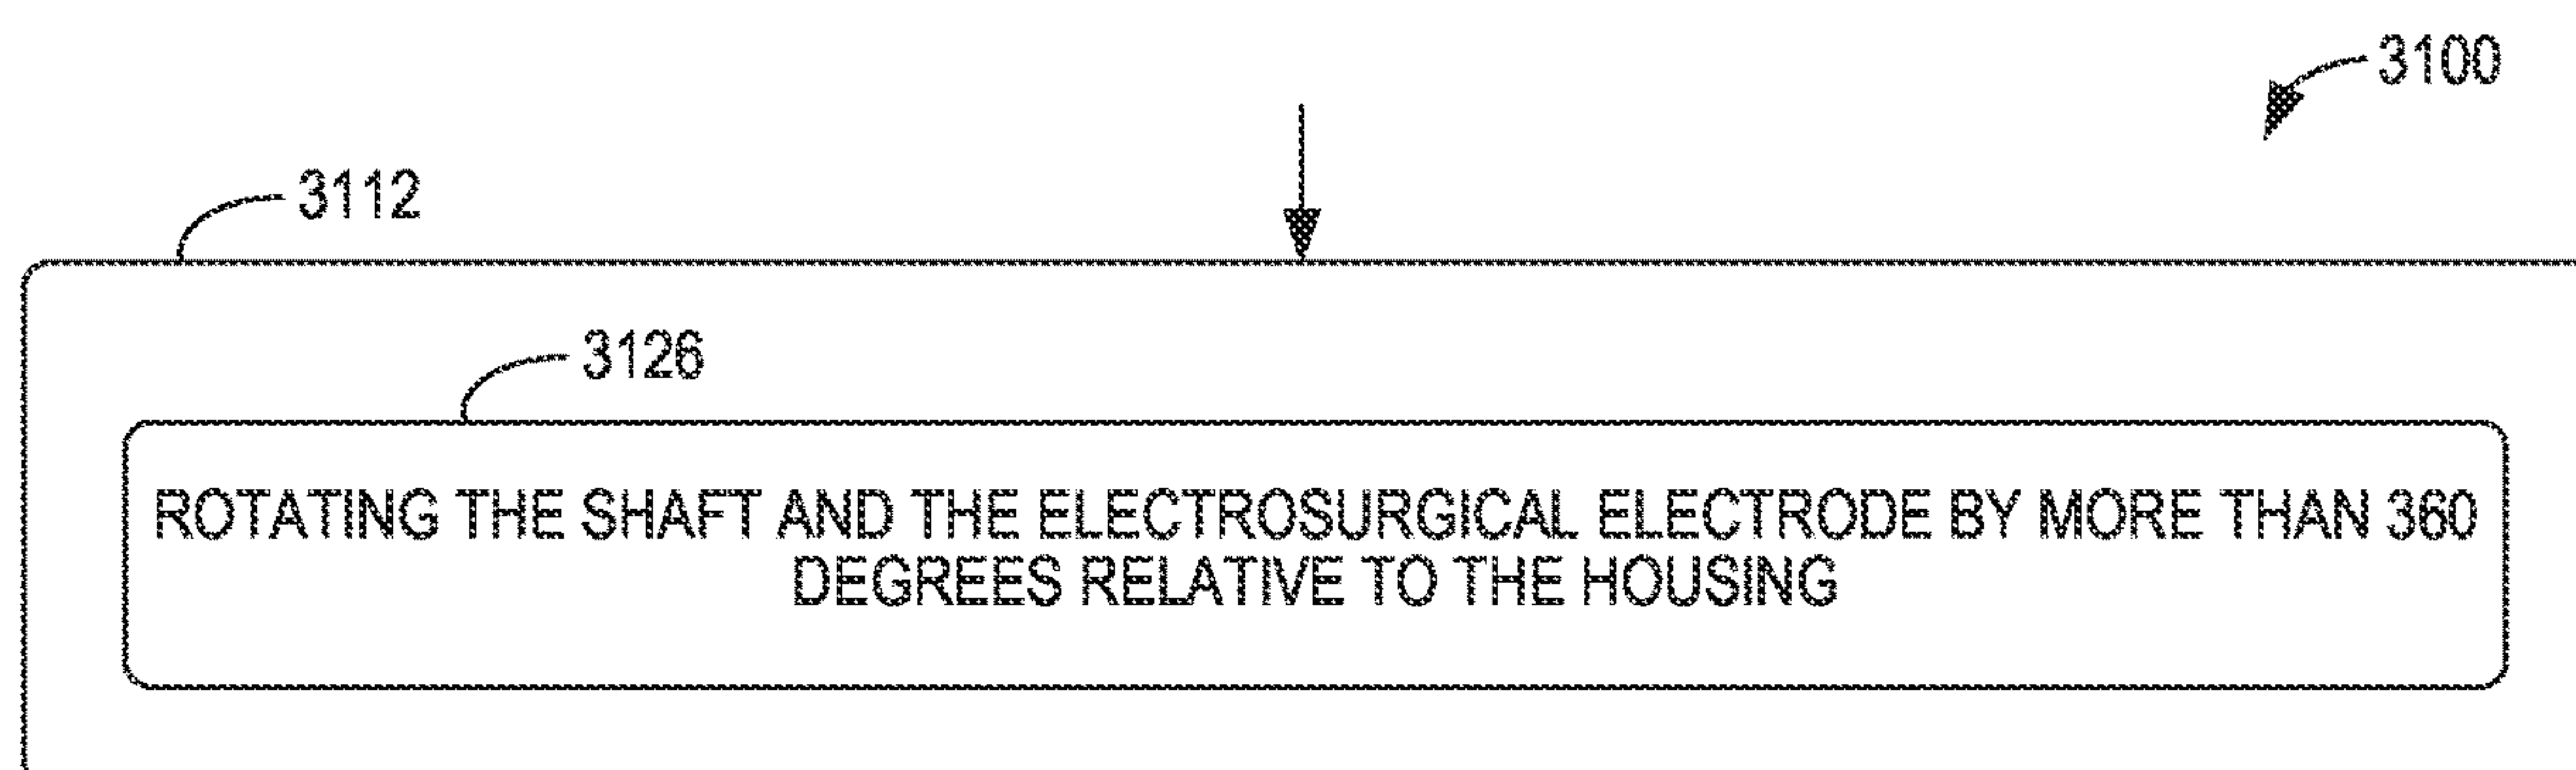 3100
3112
3126
ROTATING THE SHAFT AND THE ELECTROSURGICAL ELECTRODE BY MORE THAN 360
DEGREES RELATIVE TO THE HOUSING